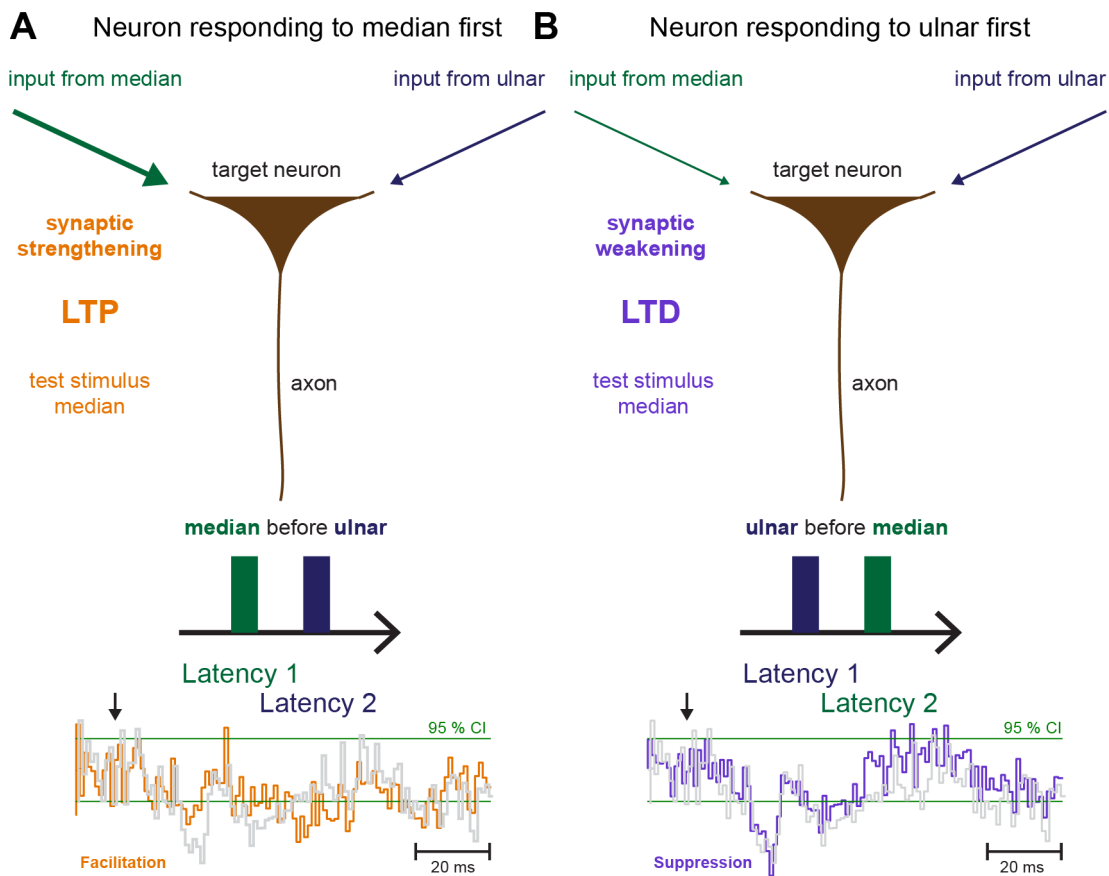 A
Neuron responding to median first
input from median
input from ulnar
target neuron
synaptic
strengthening
LTP
test stimulus
median
axon
median before ulnar
Latency 1
Latency 2
95 % CI
Facilitation
20 ms
B
Neuron responding to ulnar first
input from median
input from ulnar
target neuron
synaptic
weakening
LTD
test stimulus
median
axon
ulnar before median
Latency 1
Latency 2
95 % CI
Suppression
20 ms